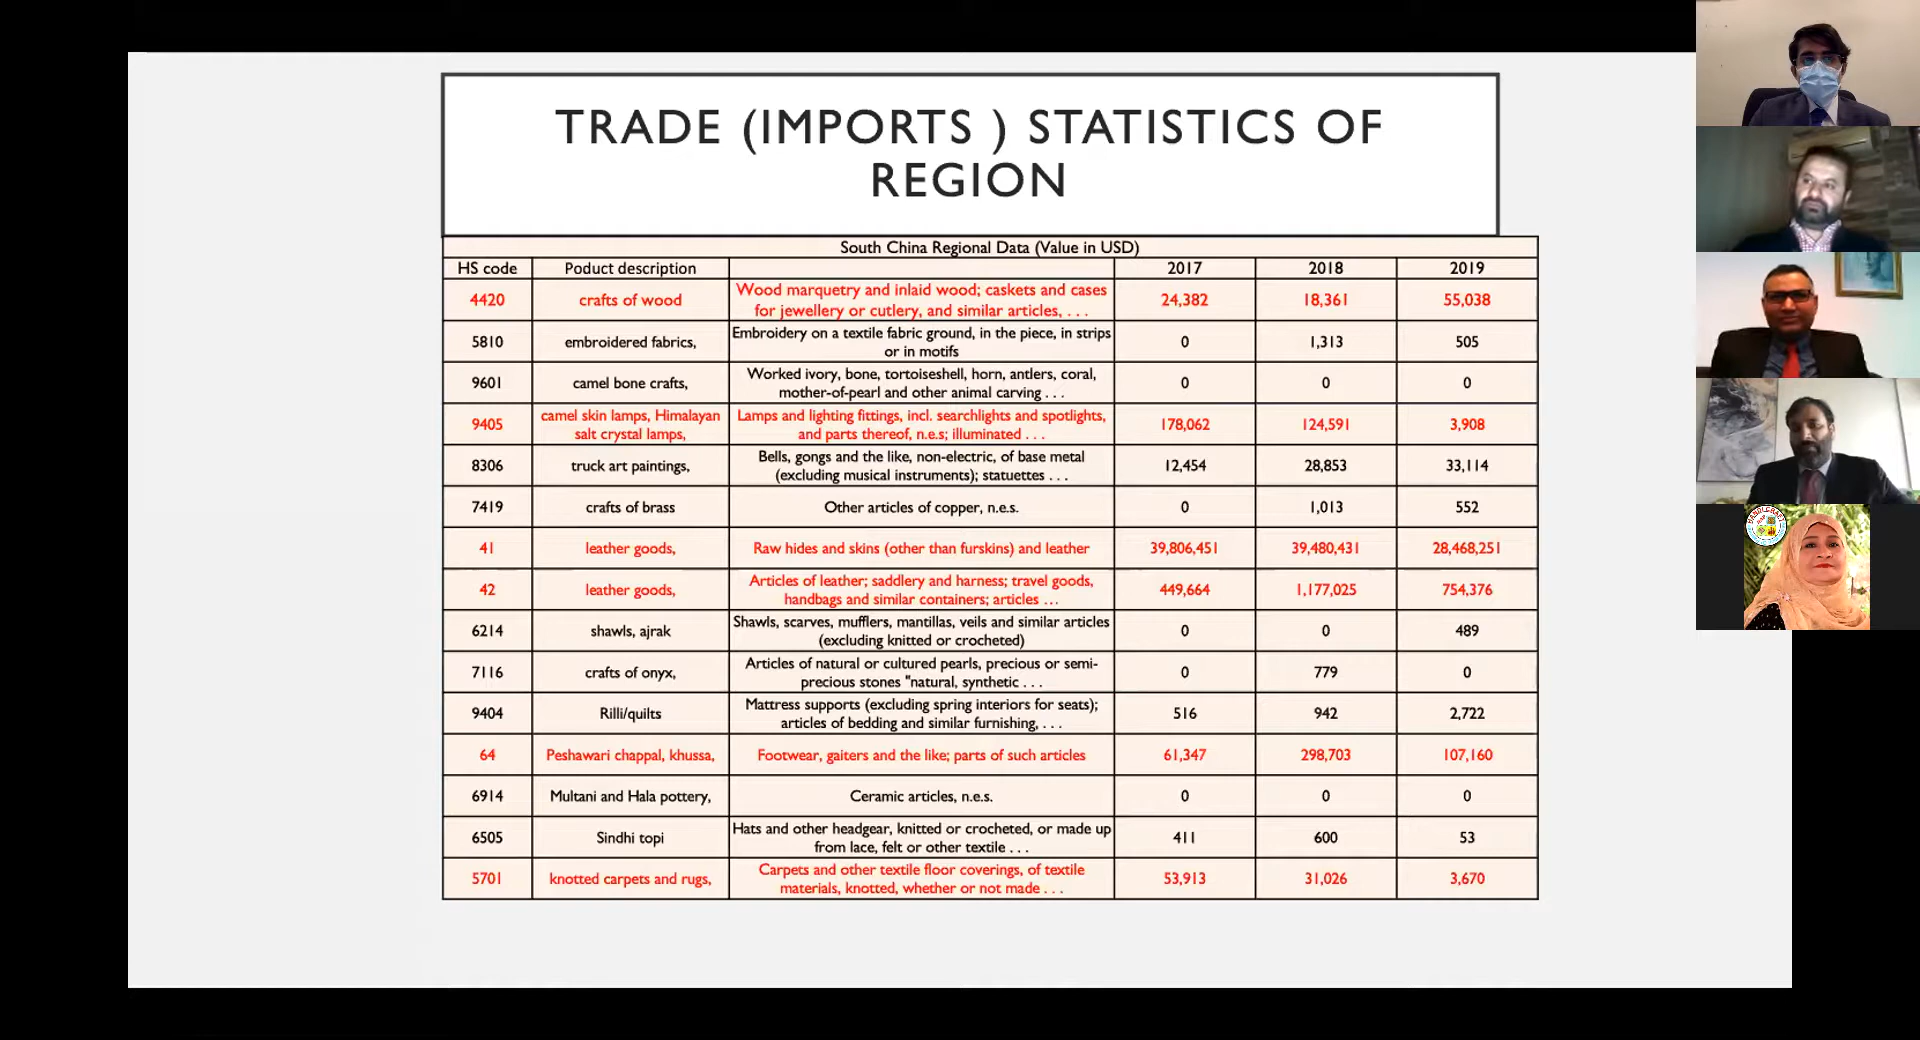 TRADE (IMPORTS ) STATISTICS OF
REGION
South China Regional Data (Value in USD)
HS code Poduct description 2017 2018 2019
4420 crafts of wood Wood marquetry and inlaid wood; caskets and cases for jewellery or cutlery, and similar articles, . . . 24,382 18,361 55,038
5810 embroidered fabrics, Embroidery on a textile fabric ground, in the piece, in strips or in motifs 0 1,313 505
9601 camel bone crafts, Worked ivory, bone, tortoiseshell, horn, antlers, coral, mother-of-pearl and other animal carving . . . 0 0 0
9405 camel skin lamps, Himalayan salt crystal lamps, Lamps and lighting fittings, incl. searchlights and spotlights, and parts thereof, n.e.s; illuminated . . . 178,062 124,591 3,908
8306 truck art paintings, Bells, gongs and the like, non-electric, of base metal (excluding musical instruments); statuettes . . . 12,454 28,853 33,114
7419 crafts of brass Other articles of copper, n.e.s. 0 1,013 552
41 leather goods, Raw hides and skins (other than furskins) and leather 39,806,451 39,480,431 28,468,251
42 leather goods, Articles of leather; saddlery and harness; travel goods, handbags and similar containers; articles ... 449,664 1,177,025 754,376
6214 shawls, ajrak Shawls, scarves, mufflers, mantillas, veils and similar articles (excluding knitted or crocheted) 0 0 489
7116 crafts of onyx, Articles of natural or cultured pearls, precious or semi-precious stones "natural, synthetic . . . 0 779 0
9404 Rilli/quilts Mattress supports (excluding spring interiors for seats); articles of bedding and similar furnishing, . . . 516 942 2,722
64 Peshawari chappal, khussa, Footwear, gaiters and the like; parts of such articles 61,347 298,703 107,160
6914 Multani and Hala pottery, Ceramic articles, n.e.s. 0 0 0
6505 Sindhi topi Hats and other headgear, knitted or crocheted, or made up from lace, felt or other textile . . . 411 600 53
5701 knotted carpets and rugs, Carpets and other textile floor coverings, of textile materials, knotted, whether or not made . . . 53,913 31,026 3,670